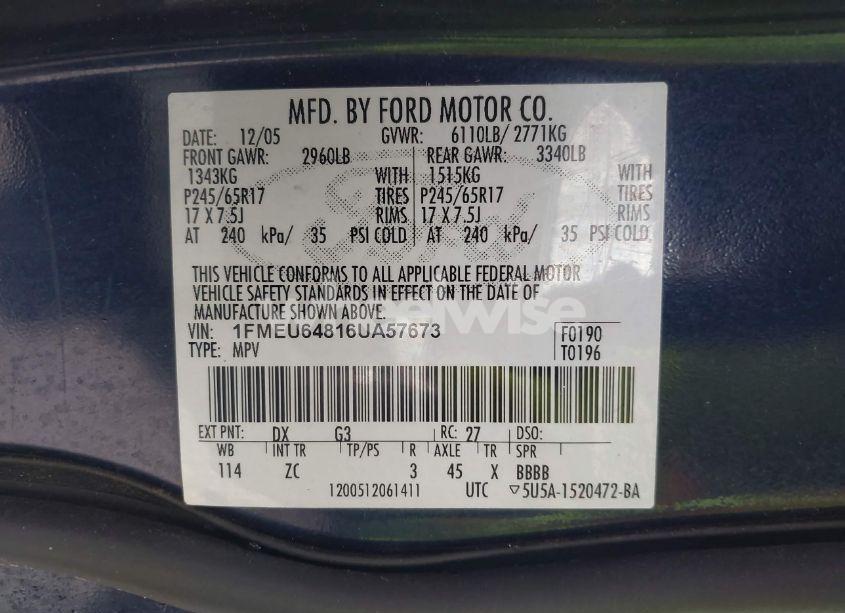 MFD. BY FORD MOTOR CO.
DATE: 12/05 GVWR: 6110LB/ 2771KG
FRONT GAWR: 2960LB REAR GAWR: 3340LB
1343KG WITH 1515KG WITH
P245/65R17 TIRES P245/65R17 TIRES
17 X 7.5J RIMS 17 X 7.5J RIMS
AT 240 kPa/ 35 PSI COLD AT 240 kPa/ 35 PSI COLD
THIS VEHICLE CONFORMS TO ALL APPLICABLE FEDERAL MOTOR
VEHICLE SAFETY STANDARDS IN EFFECT ON THE DATE OF
MANUFACTURE SHOWN ABOVE.
VIN: 1FMEU64816UA57673 F0190
TYPE: MPV T0196
EXT PNT: DX G3 RC: 27 DSO:
WB INT TR TP/PS R AXLE TR SPR
114 ZC 3 45 X BBBB
1200512061411 UTC ▽5U5A-1520472-BA